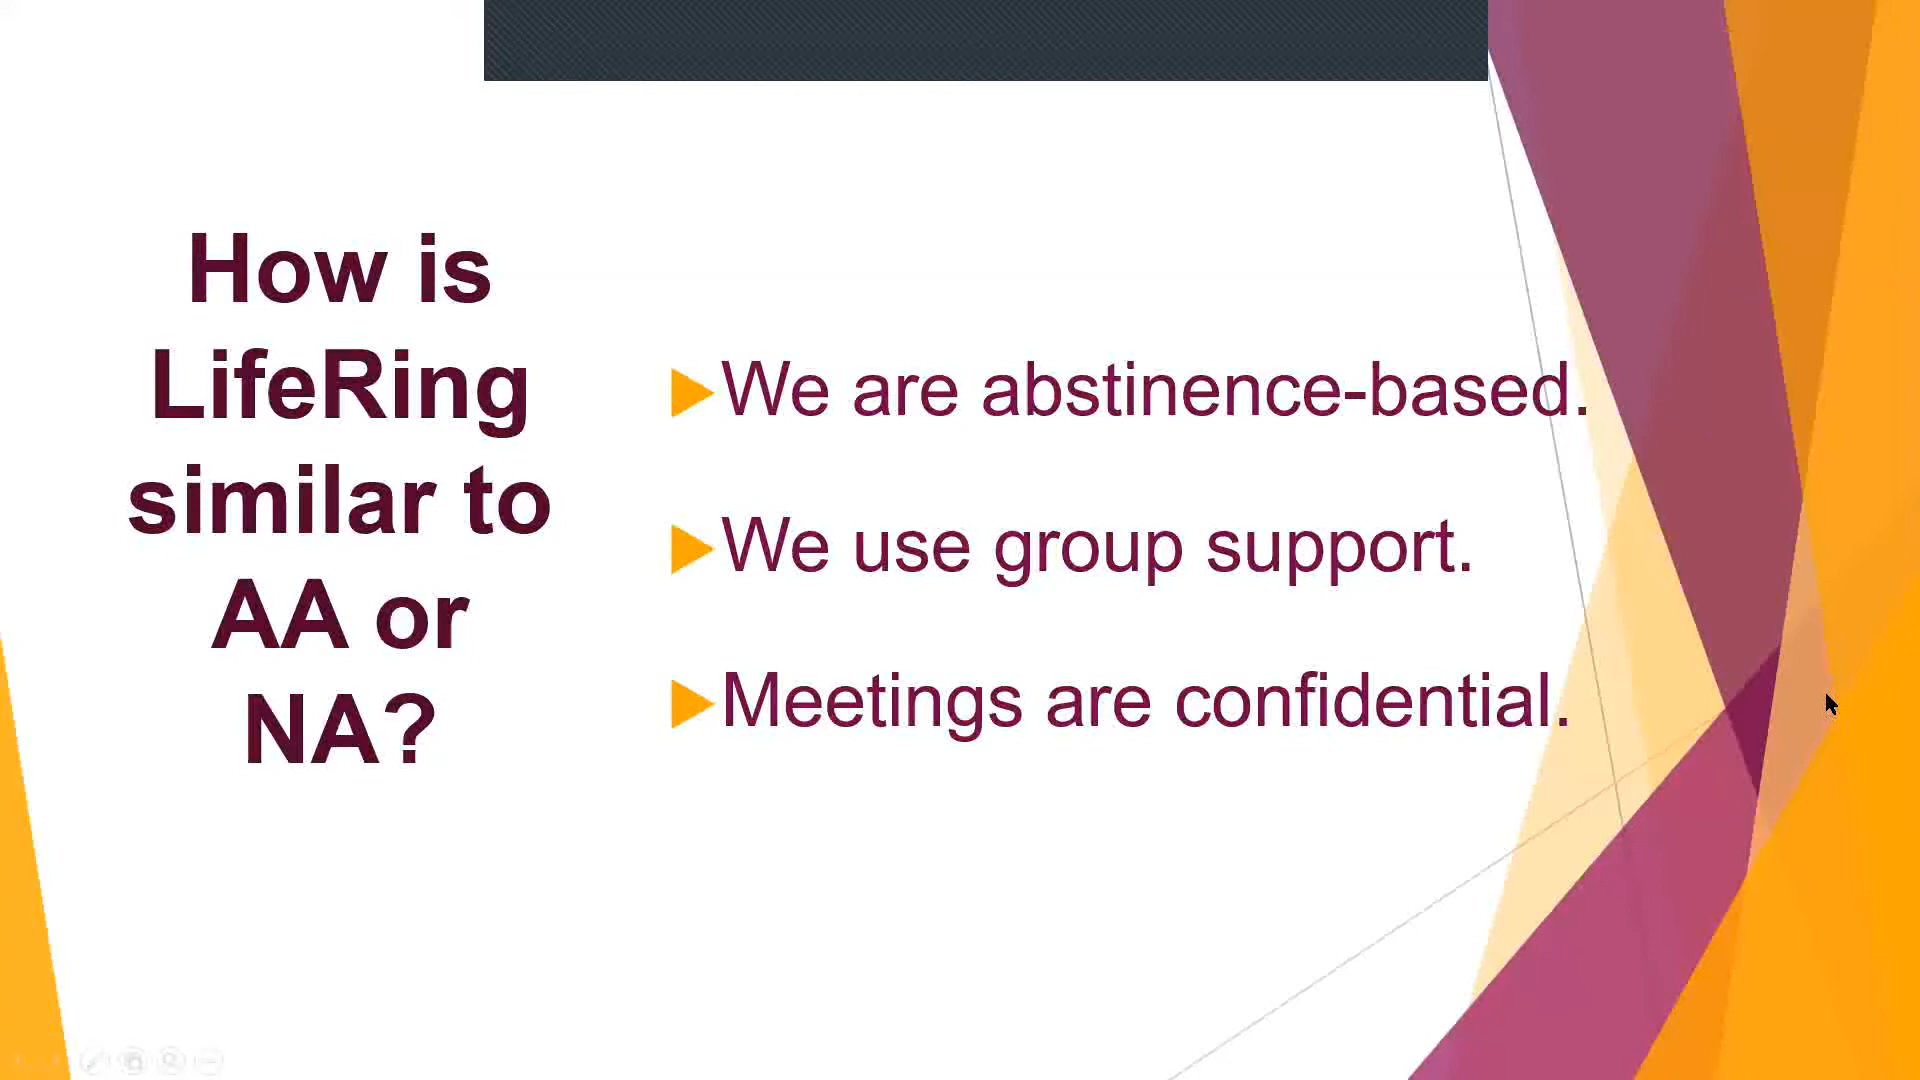 How is
LifeRing
similar to
AA or
NA?
We are abstinence-based.
We use group support.
Meetings are confidential.